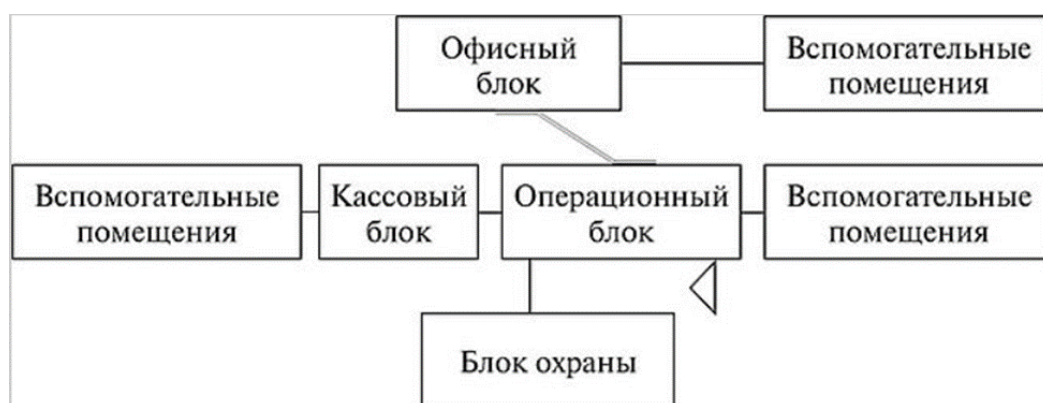 Офисный
блок
Вспомогательные
помещения
Вспомогательные
помещения
Кассовый
блок
Операционный
блок
Вспомогательные
помещения
Блок охраны